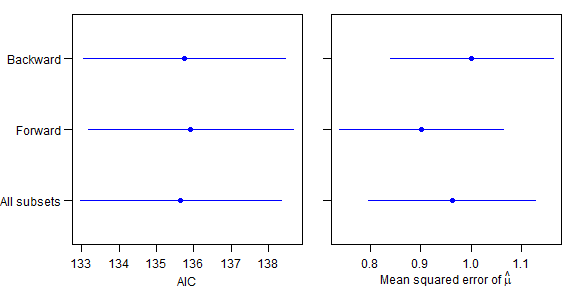 Backward
Forward
All subsets
133 134 135 136 137 138
AIC
0.8 0.9 1.0 1.1
Mean squared error of μ̂